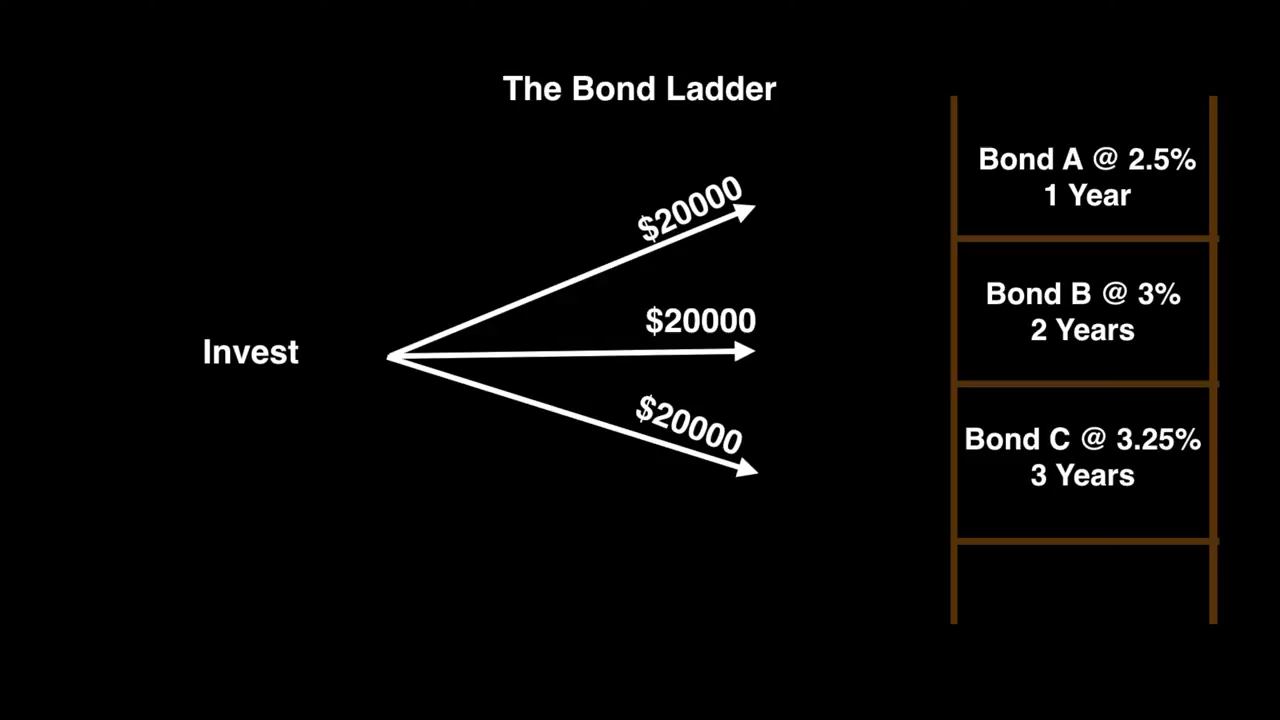 The Bond Ladder
Invest
$20000
$20000
$20000
Bond A @ 2.5%
1 Year
Bond B @ 3%
2 Years
Bond C @ 3.25%
3 Years